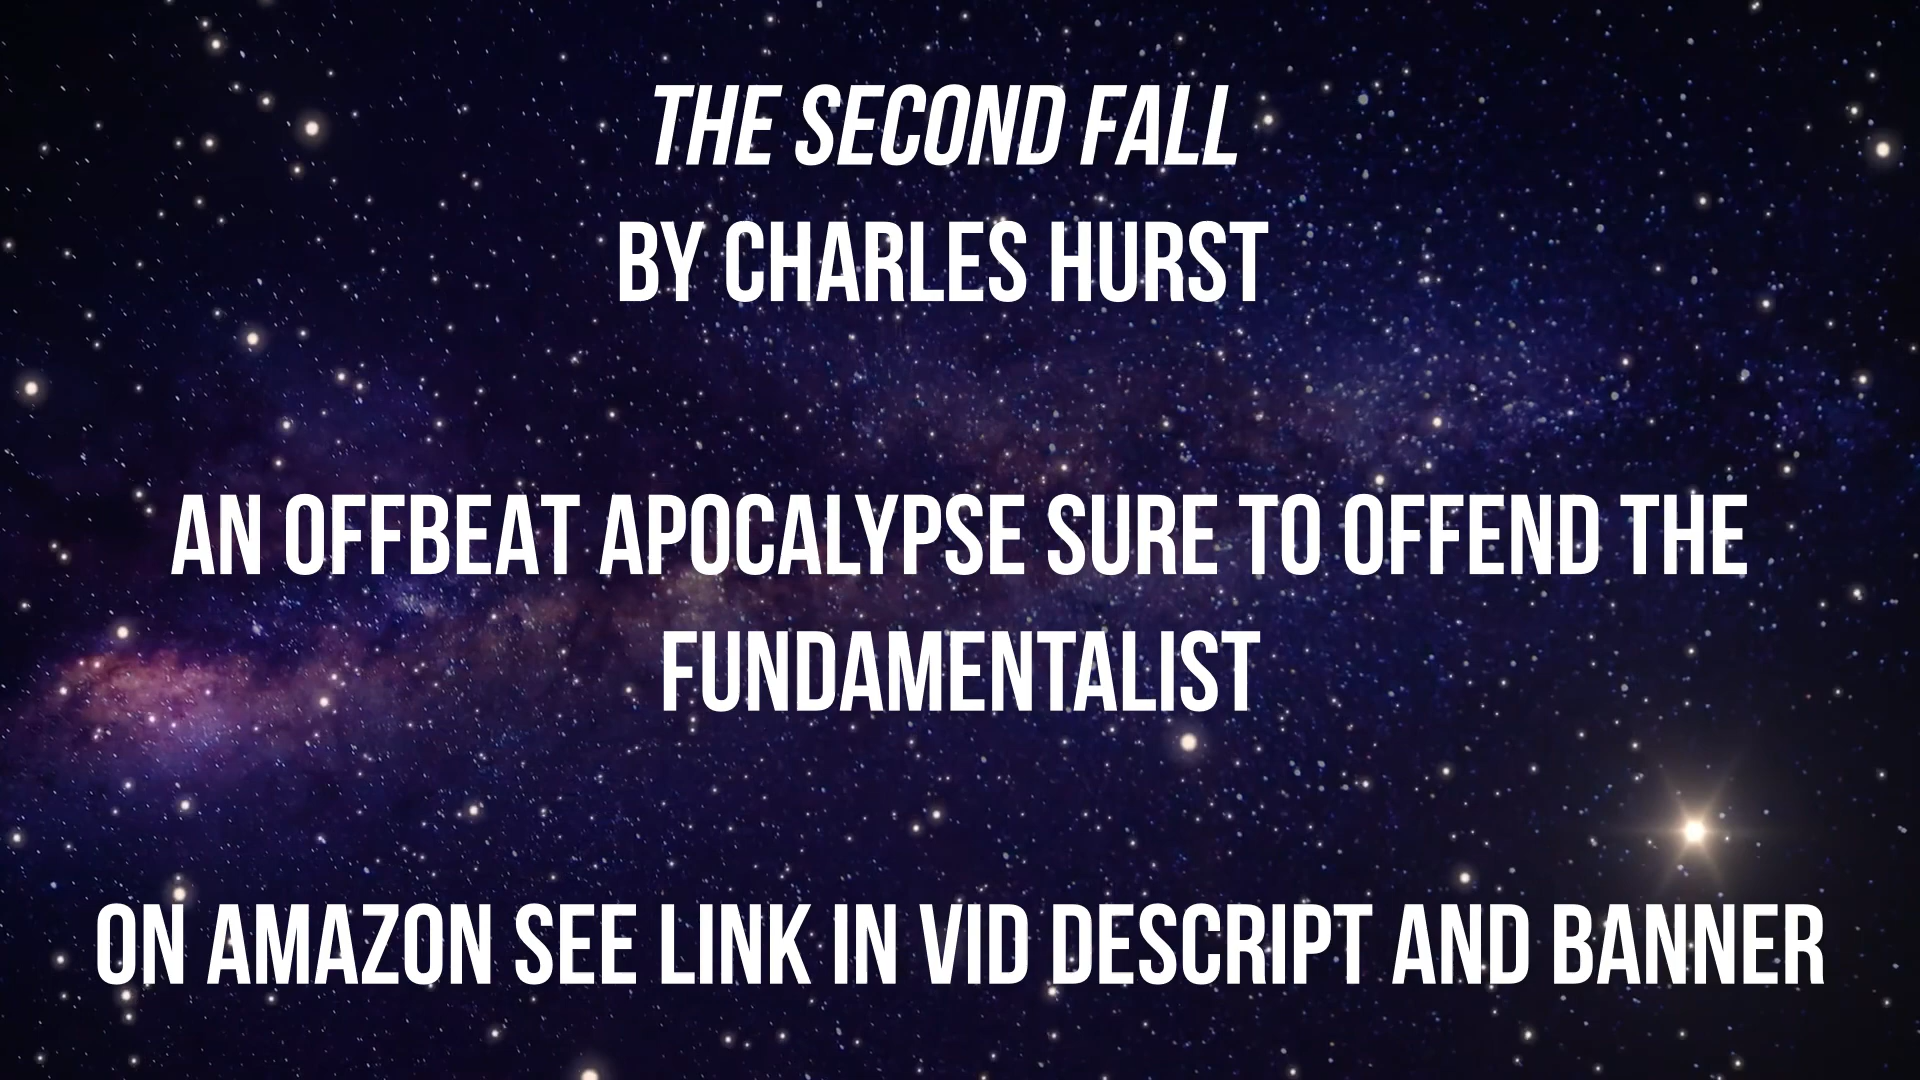 THE SECOND FALL
BY CHARLES HURST
AN OFFBEAT APOCALYPSE SURE TO OFFEND THE
FUNDAMENTALIST
ON AMAZON SEE LINK IN VID DESCRIPT AND BANNER